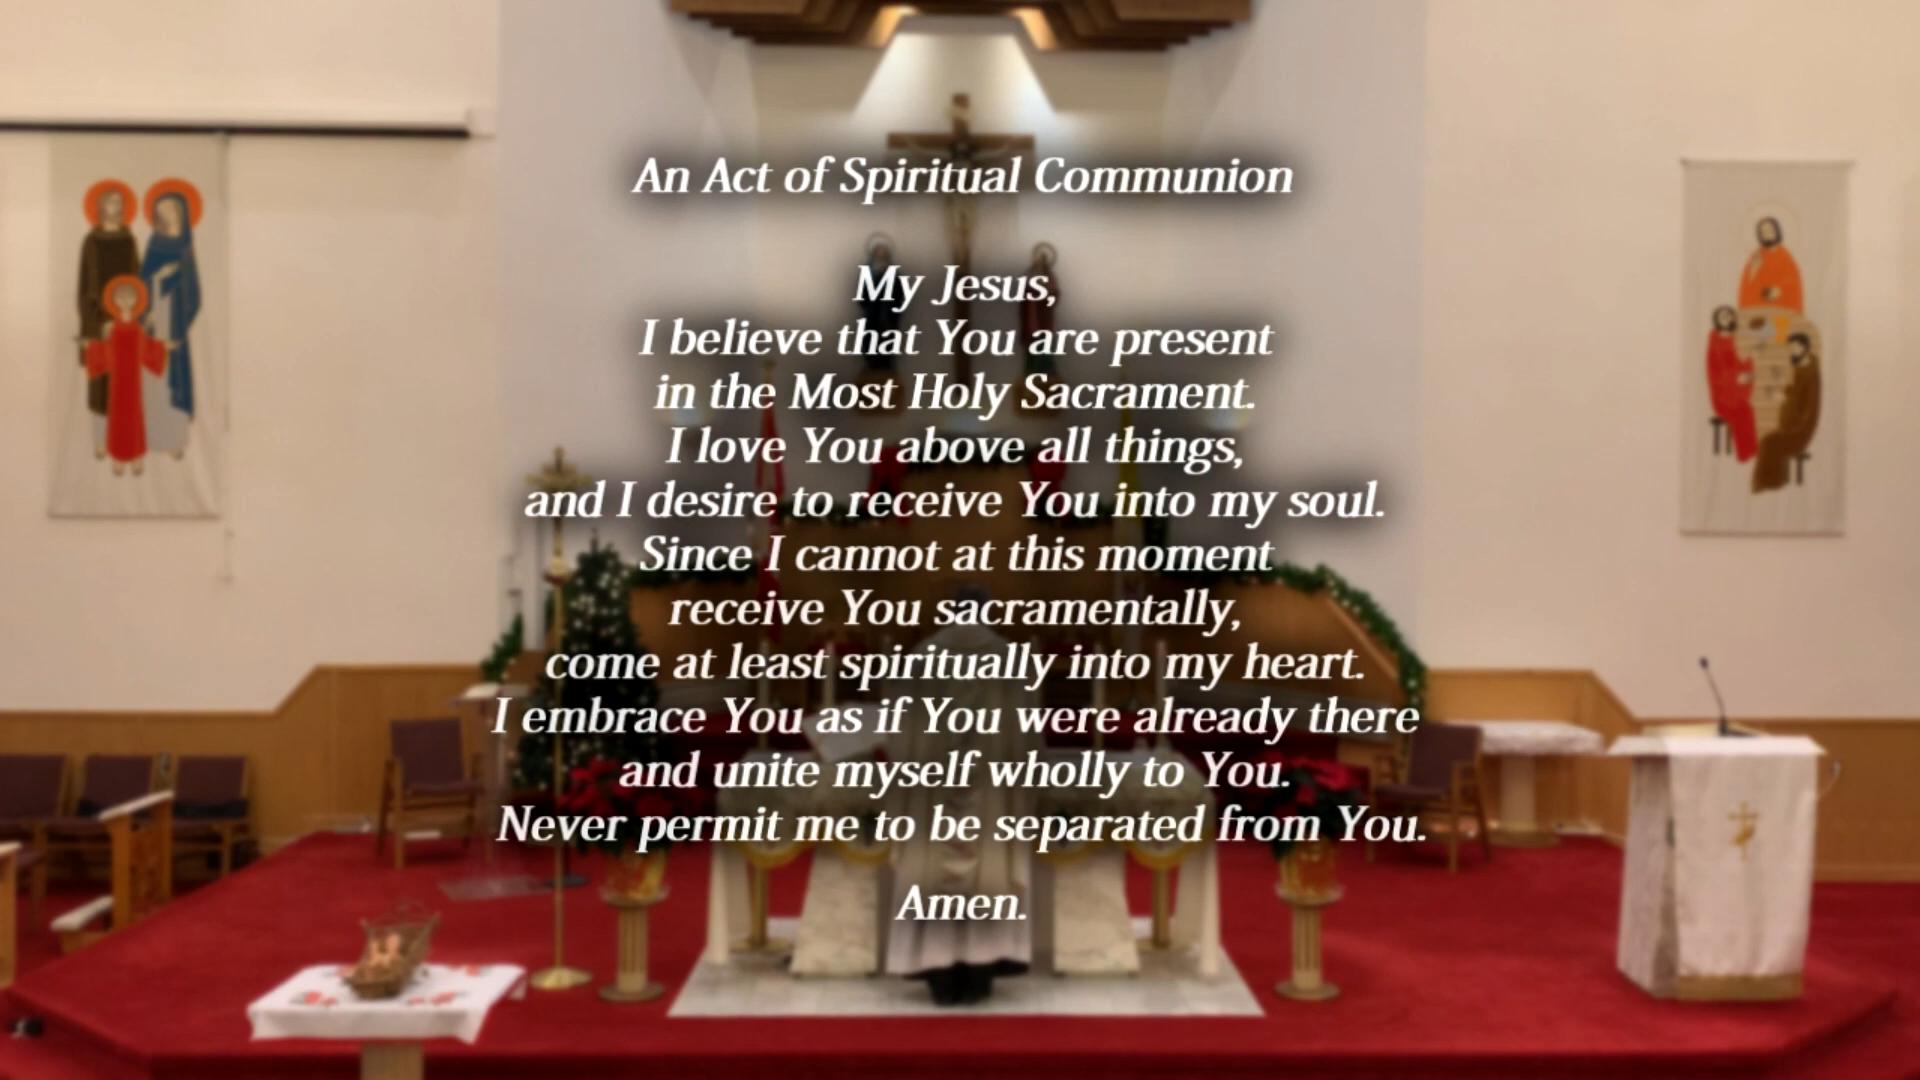 An Act of Spiritual Communion
My Jesus,
I believe that You are present
in the Most Holy Sacrament.
I love You above all things,
and I desire to receive You into my soul.
Since I cannot at this moment
receive You sacramentally,
come at least spiritually into my heart.
I embrace You as if You were already there
and unite myself wholly to You.
Never permit me to be separated from You.
Amen.